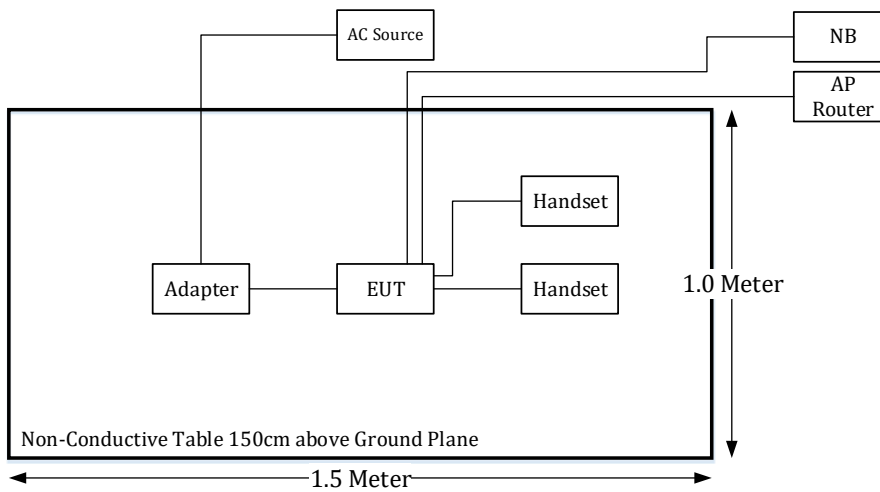 AC Source
NB
AP
Router
Handset
Adapter
EUT
Handset
1.0 Meter
Non-Conductive Table 150cm above Ground Plane
1.5 Meter